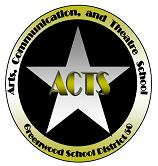 Arts, Communication, and Theatre School
ACTS
Greenwood School District 50